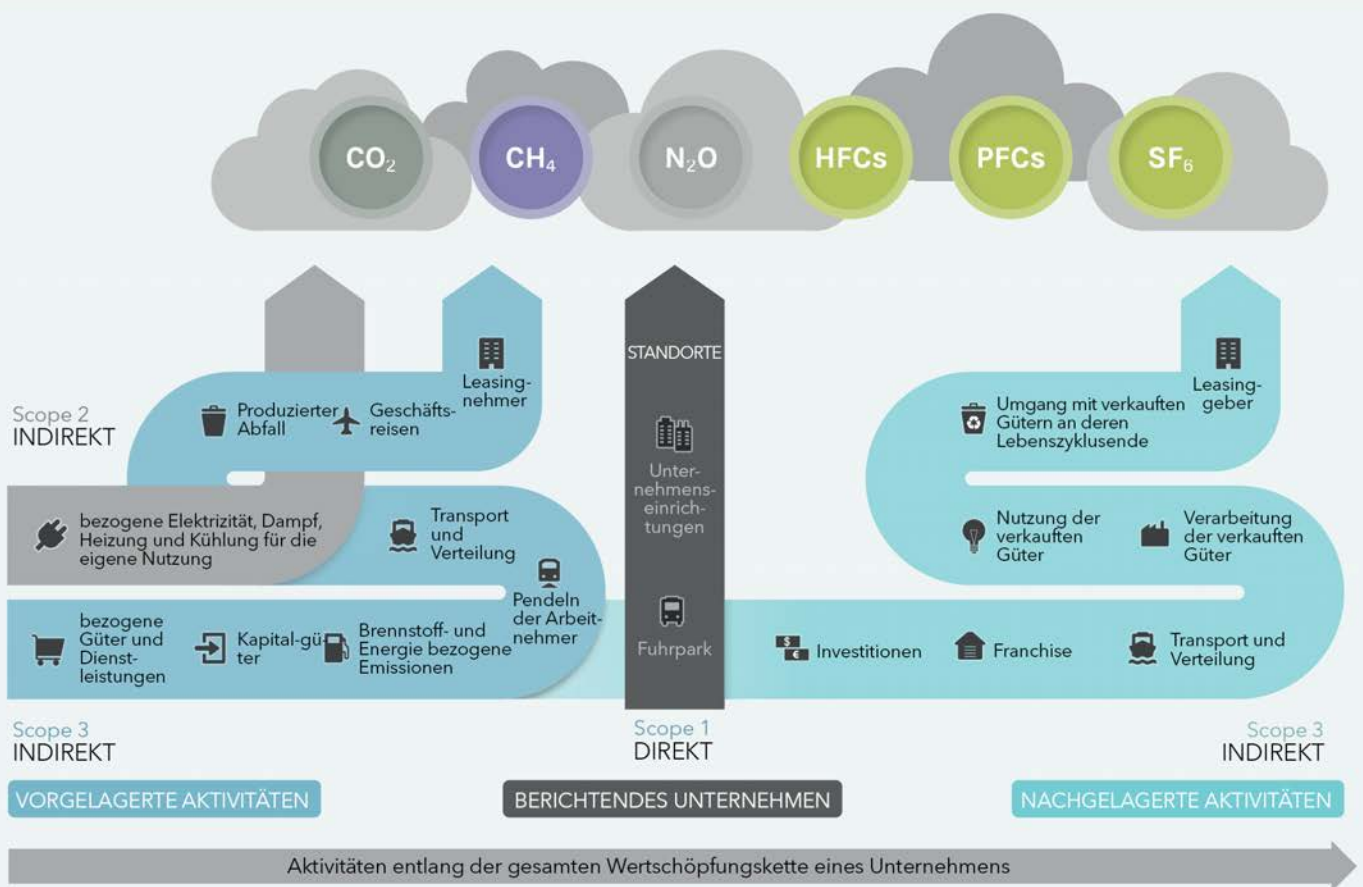 CO₂
CH₄
N₂O
HFCs
PFCs
SF₆
Scope 2
INDIREKT
Produzierter
Abfall
Geschäfts-
reisen
Leasing-
nehmer
bezogene Elektrizität, Dampf,
Heizung und Kühlung für die
eigene Nutzung
Transport
und
Verteilung
Pendeln
der Arbeit-
nehmer
bezogene
Güter und
Dienst-
leistungen
Kapital-gü-
ter
Brennstoff- und
Energie bezogene
Emissionen
Scope 3
INDIREKT
STANDORTE
Unter-
nehmens-
einrich-
tungen
Fuhrpark
Scope 1
DIREKT
Leasing-
geber
Umgang mit verkauften
Gütern an deren
Lebenszyklusende
Nutzung der
verkauften
Güter
Verarbeitung
der verkauften
Güter
$
€
Investitionen
Franchise
Transport und
Verteilung
Scope 3
INDIREKT
VORGELAGERTE AKTIVITÄTEN
BERICHTENDES UNTERNEHMEN
NACHGELAGERTE AKTIVITÄTEN
Aktivitäten entlang der gesamten Wertschöpfungskette eines Unternehmens